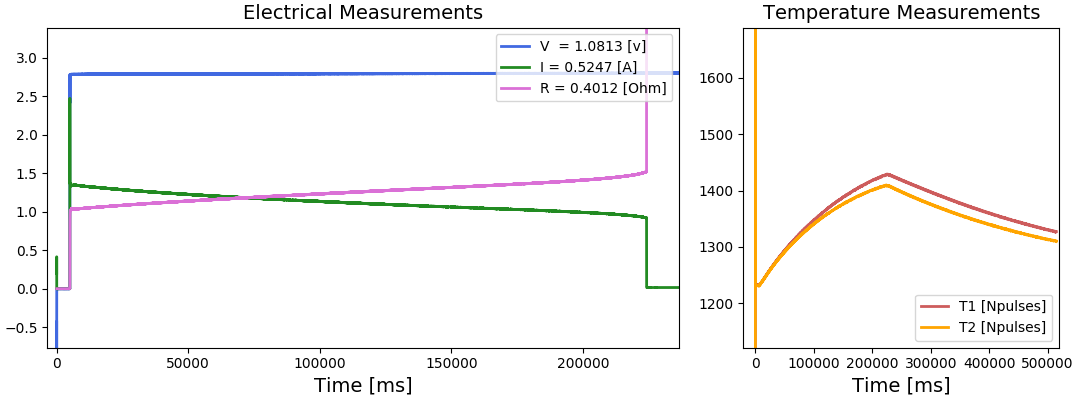 Electrical Measurements
3.0
2.5
2.0
1.5
1.0
0.5
0.0
−0.5
0
50000
100000
150000
200000
Time [ms]
V = 1.0813 [v]
I = 0.5247 [A]
R = 0.4012 [Ohm]
Temperature Measurements
1600
1500
1400
1300
1200
0
100000
200000
300000
400000
500000
Time [ms]
T1 [Npulses]
T2 [Npulses]